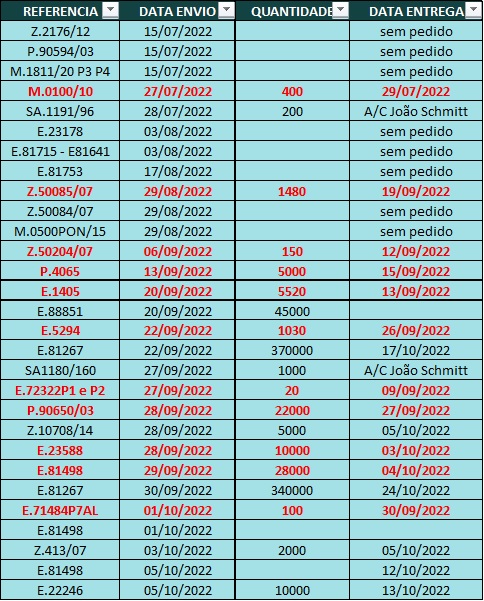 REFERENCIA DATA ENVIO QUANTIDADE DATA ENTREGA
Z.2176/12 15/07/2022 sem pedido
P.90594/03 15/07/2022 sem pedido
M.1811/20 P3 P4 15/07/2022 sem pedido
M.0100/10 27/07/2022 400 29/07/2022
SA.1191/96 28/07/2022 200 A/C João Schmitt
E.23178 03/08/2022 sem pedido
E.81715 - E81641 03/08/2022 sem pedido
E.81753 17/08/2022 sem pedido
Z.50085/07 29/08/2022 1480 19/09/2022
Z.50084/07 29/08/2022 sem pedido
M.0500PON/15 29/08/2022 sem pedido
Z.50204/07 06/09/2022 150 12/09/2022
P.4065 13/09/2022 5000 15/09/2022
E.1405 20/09/2022 5520 13/09/2022
E.88851 20/09/2022 45000
E.5294 22/09/2022 1030 26/09/2022
E.81267 22/09/2022 370000 17/10/2022
SA1180/160 27/09/2022 1000 A/C João Schmitt
E.72322P1 e P2 27/09/2022 20 09/09/2022
P.90650/03 28/09/2022 22000 27/09/2022
Z.10708/14 28/09/2022 5000 05/10/2022
E.23588 28/09/2022 10000 03/10/2022
E.81498 29/09/2022 28000 04/10/2022
E.81267 30/09/2022 340000 24/10/2022
E.71484P7AL 01/10/2022 100 30/09/2022
E.81498 01/10/2022
Z.413/07 03/10/2022 2000 05/10/2022
E.81498 05/10/2022 12/10/2022
E.22246 05/10/2022 10000 13/10/2022